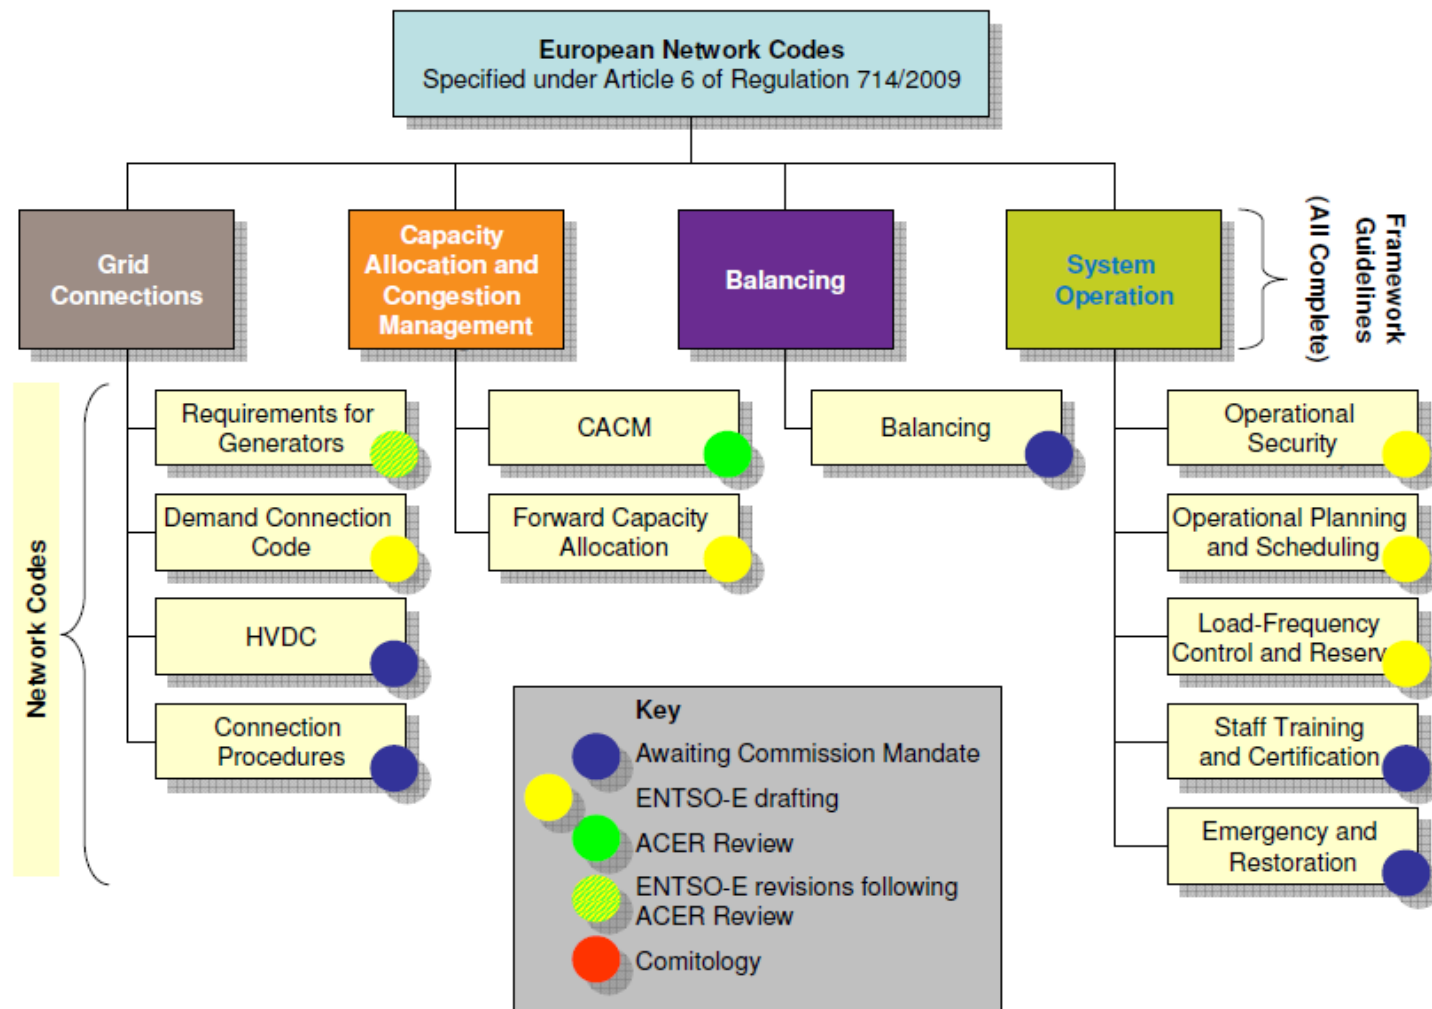 European Network Codes
Specified under Article 6 of Regulation 714/2009
Grid
Connections
Capacity
Allocation and
Congestion
Management
Balancing
System
Operation
Framework
Guidelines
(All Complete)
Network Codes
Requirements for
Generators
Demand Connection
Code
HVDC
Connection
Procedures
CACM
Forward Capacity
Allocation
Balancing
Operational
Security
Operational Planning
and Scheduling
Load-Frequency
Control and Reserv
Staff Training
and Certification
Emergency and
Restoration
Key
Awaiting Commission Mandate
ENTSO-E drafting
ACER Review
ENTSO-E revisions following
ACER Review
Comitology